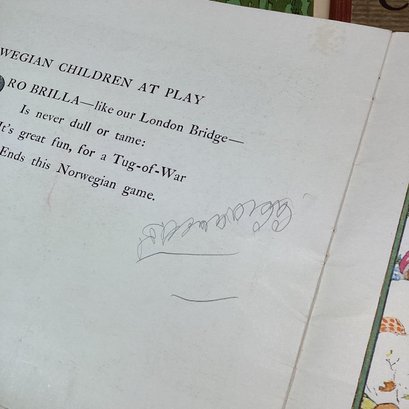 WEGIAN CHILDREN AT PLAY
RO BRILLA—like our London Bridge—
Is never dull or tame:
It's great fun, for a Tug-of-War
Ends this Norwegian game.